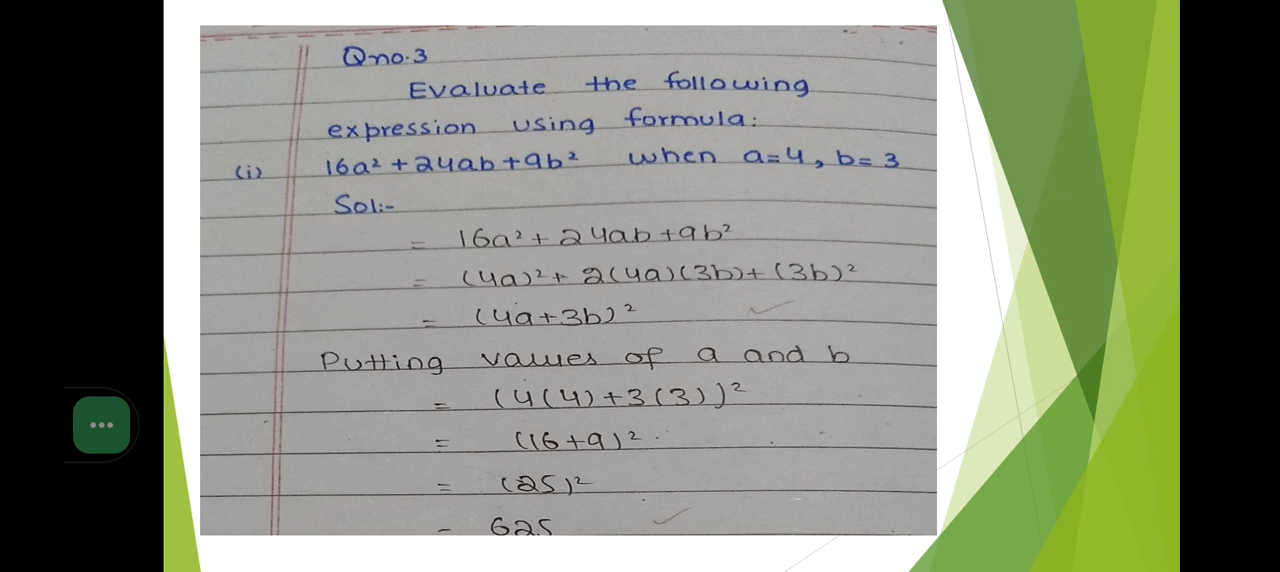 Qno.3
Evaluate the following
expression using formula:
(i) 16a² + 24ab + 9b² when a=4, b=3
Sol:-
= 16a² + 24ab + 9b²
= (4a)² + 2(4a)(3b) + (3b)²
= (4a+3b)²
Putting values of a and b
= (4(4)+3(3))²
= (16+9)²
= (25)²
= 625